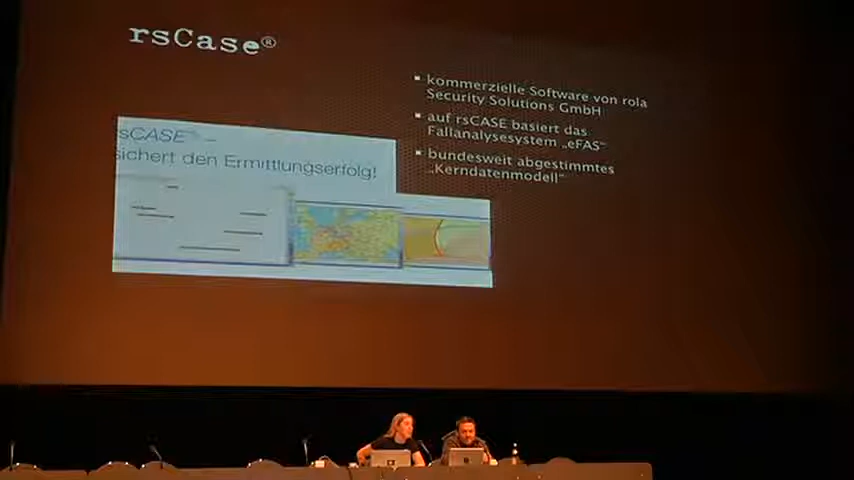 rsCase®
kommerzielle Software von rola
Security Solutions GmbH
auf rsCASE basiert das
Fallanalysesystem „eFAS“
bundesweit abgestimmtes
„Kerndatenmodell“
sCASE
sichert den Ermittlungserfolg!